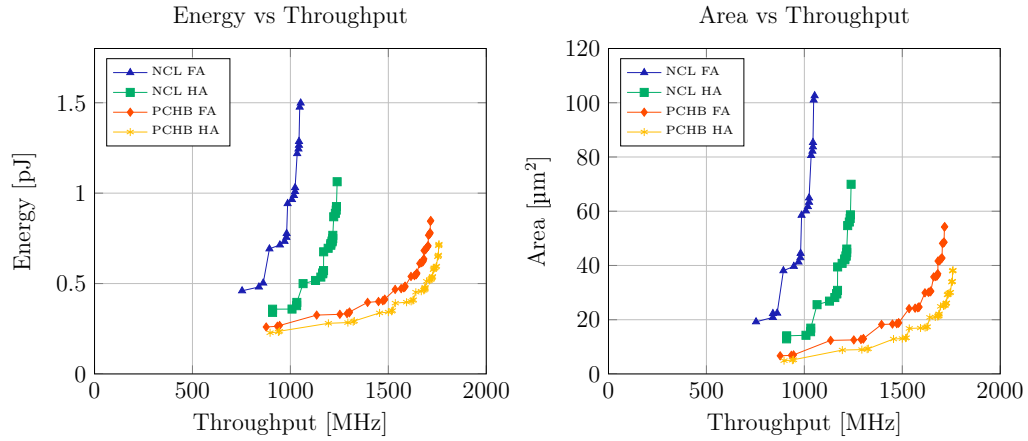 Energy vs Throughput
1.5
1
0.5
0
Energy [pJ]
NCL FA
NCL HA
PCHB FA
PCHB HA
0
500
1000
1500
2000
Throughput [MHz]
Area vs Throughput
120
100
80
60
40
20
0
Area [µm²]
NCL FA
NCL HA
PCHB FA
PCHB HA
0
500
1000
1500
2000
Throughput [MHz]